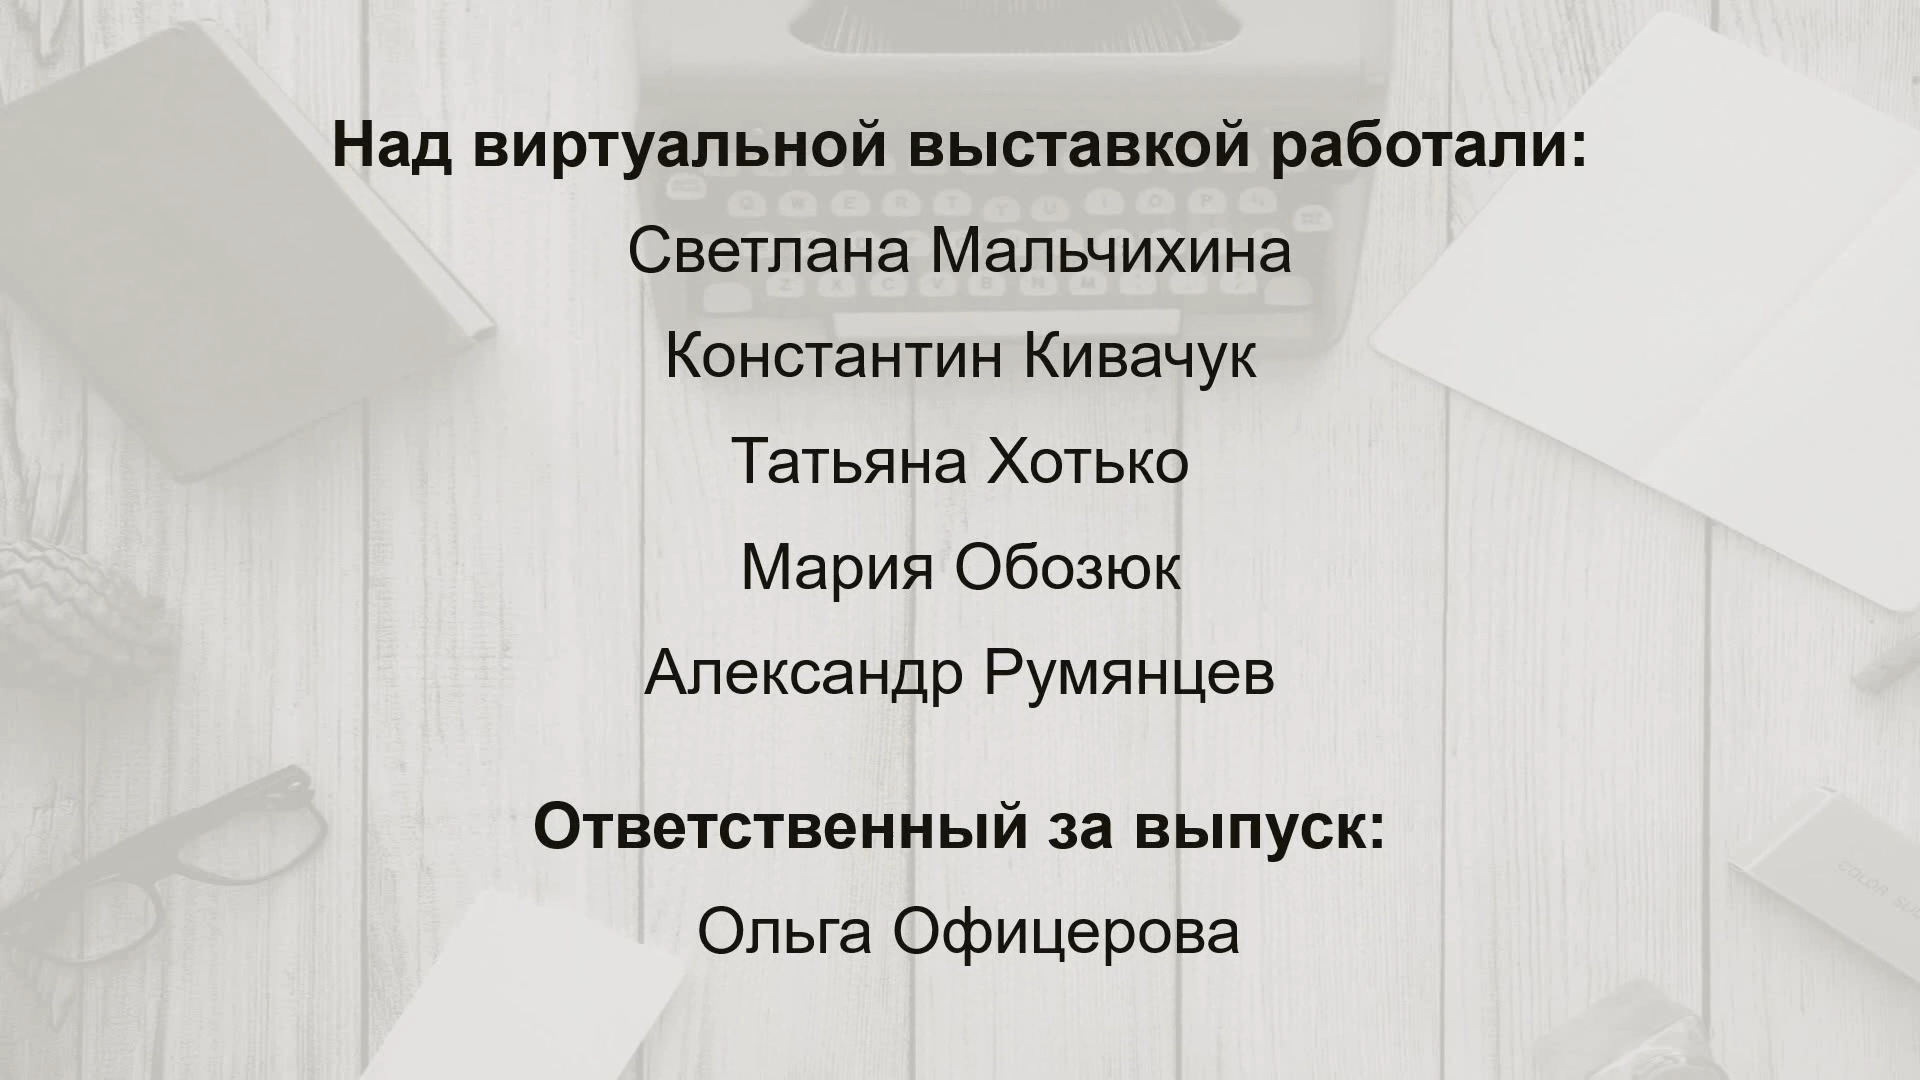 Над виртуальной выставкой работали:
Светлана Мальчихина
Константин Кивачук
Татьяна Хотько
Мария Обозюк
Александр Румянцев
Ответственный за выпуск:
Ольга Офицерова
Q W E R T Y U I O P
Z X C V B N M
COLOR